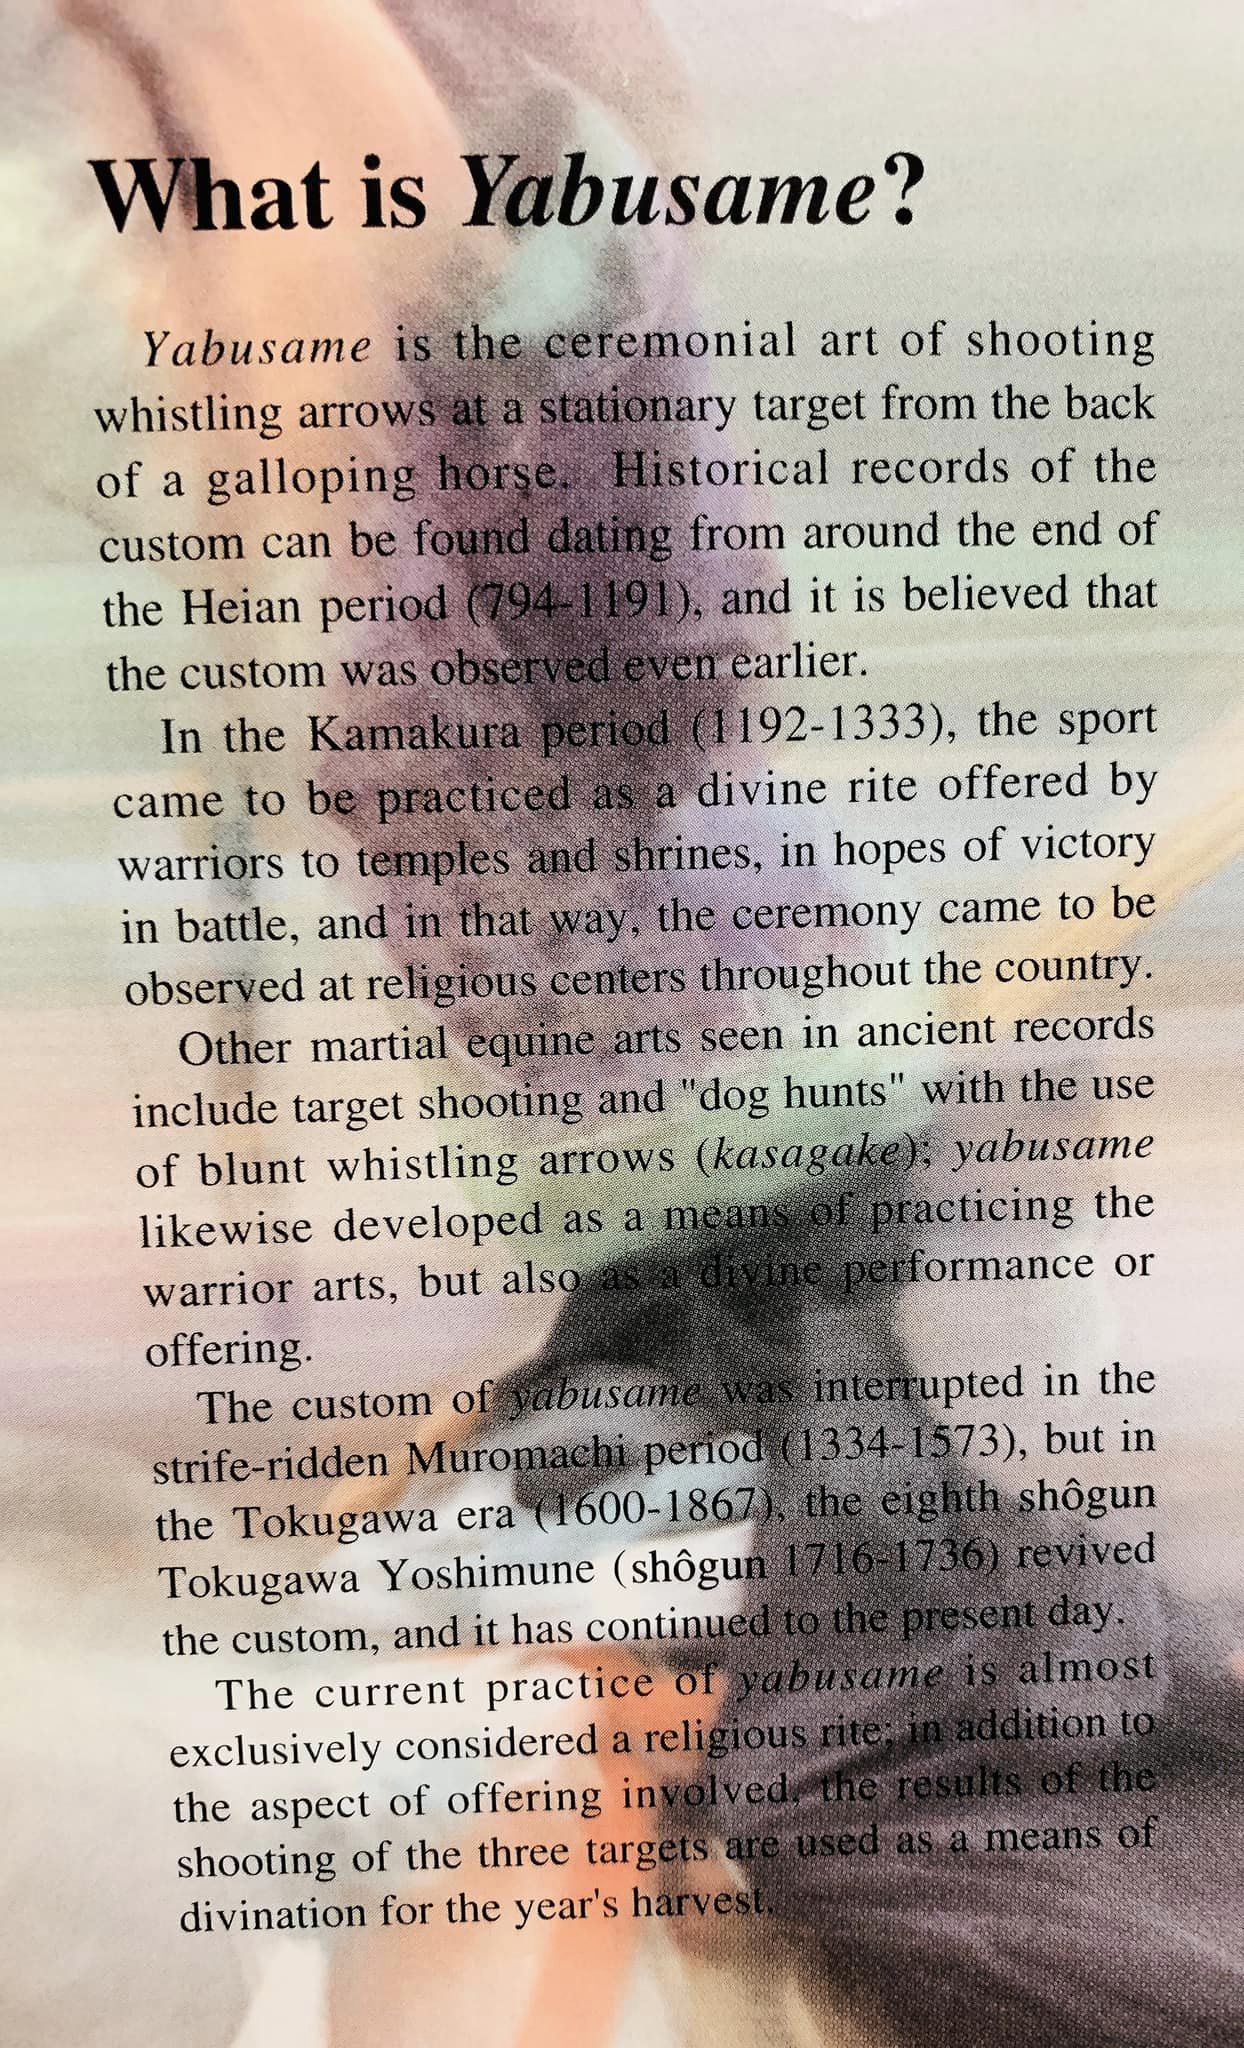 What is Yabusame?
Yabusame is the ceremonial art of shooting
whistling arrows at a stationary target from the back
of a galloping horse. Historical records of the
custom can be found dating from around the end of
the Heian period (794-1191), and it is believed that
the custom was observed even earlier.
In the Kamakura period (1192-1333), the sport
came to be practiced as a divine rite offered by
warriors to temples and shrines, in hopes of victory
in battle, and in that way, the ceremony came to be
observed at religious centers throughout the country.
Other martial equine arts seen in ancient records
include target shooting and "dog hunts" with the use
of blunt whistling arrows (kasagake); yabusame
likewise developed as a means of practicing the
warrior arts, but also as a divine performance or
offering.
The custom of yabusame was interrupted in the
strife-ridden Muromachi period (1334-1573), but in
the Tokugawa era (1600-1867), the eighth shôgun
Tokugawa Yoshimune (shôgun 1716-1736) revived
the custom, and it has continued to the present day.
The current practice of yabusame is almost
exclusively considered a religious rite; in addition to
the aspect of offering involved, the results of the
shooting of the three targets are used as a means of
divination for the year's harvest.